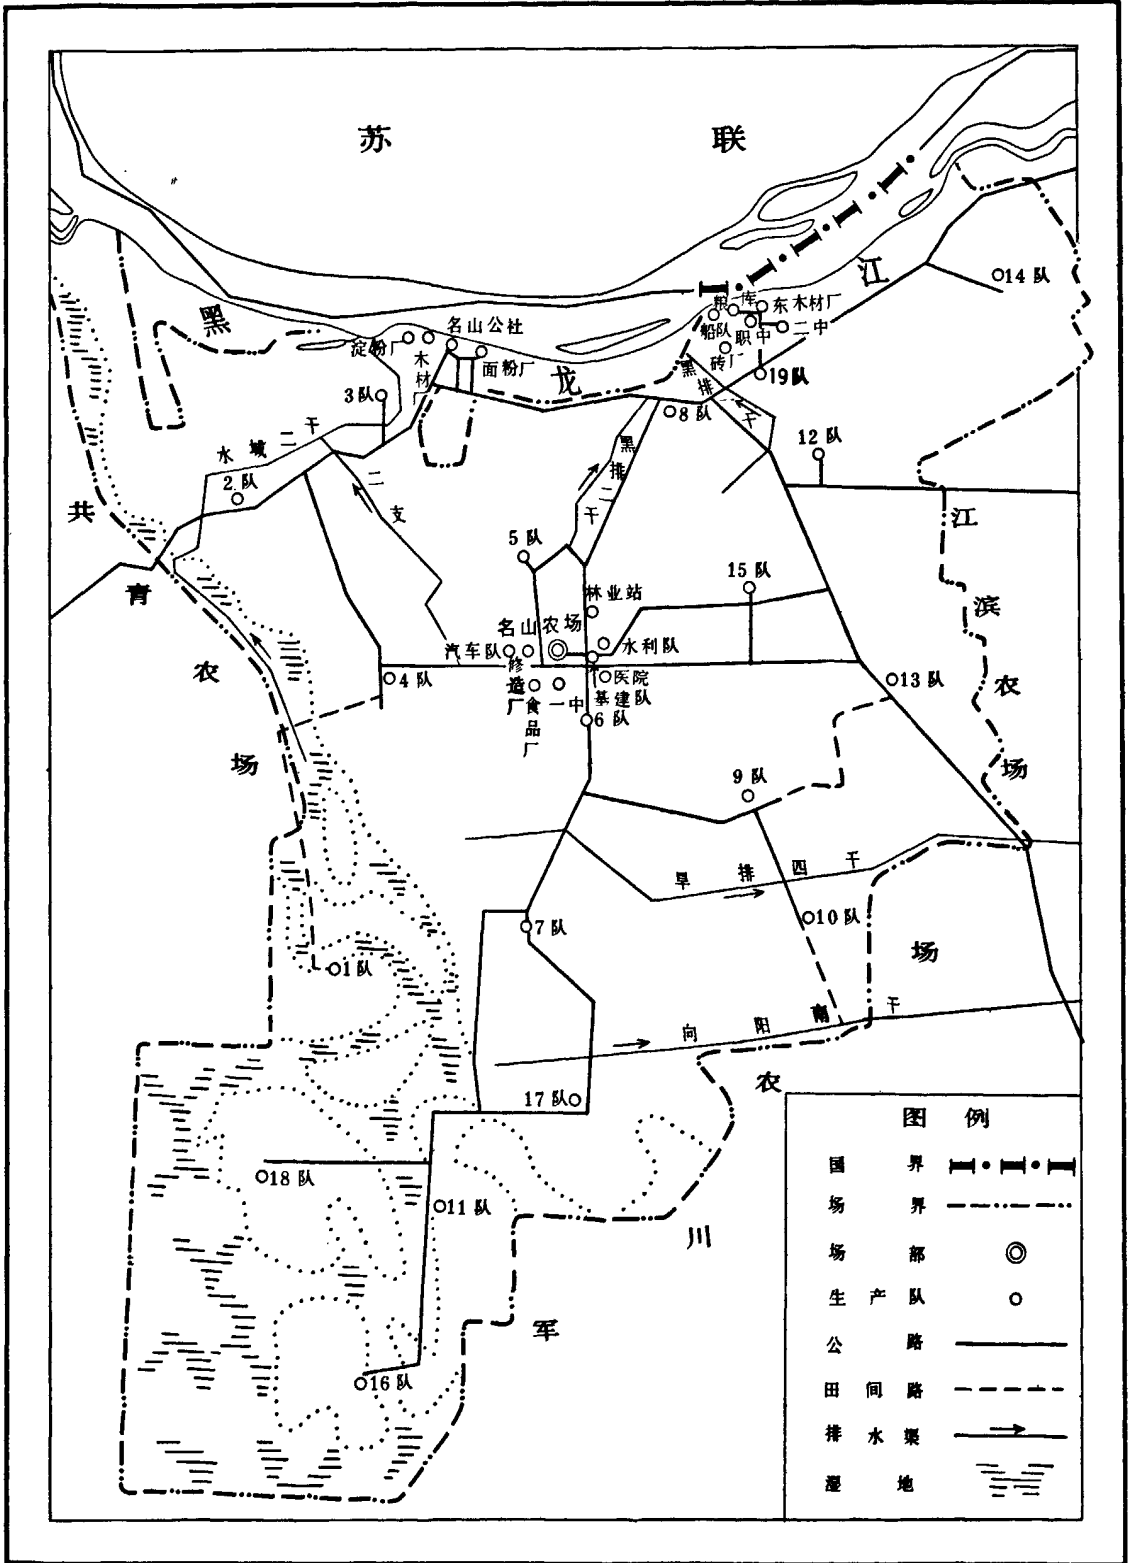 苏联
黑龙江
14队
粮库
东木材厂
船队
职中
二中
砖厂
19队
名山公社
淀粉厂
木材厂
面粉厂
3队
8队
黑排干
12队
水城二干
2队
二支
黑排二干
共青农场
5队
15队
林业站
名山农场
汽车队
水利队
修造厂
医院
基建队
食品厂
一中
4队
6队
13队
江滨农场
9队
旱排四干
10队
7队
1队
向阳南干
17队
18队
11队
16队
军川农场
图例
国界
场界
场部
生产队
公路
田间路
排水渠
湿地